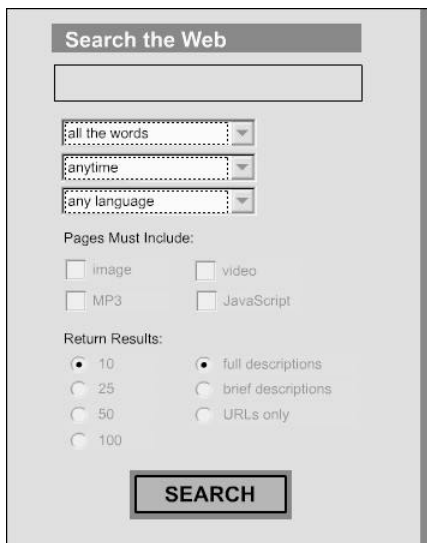 Search the Web
all the words
anytime
any language
Pages Must Include:
image video
MP3 JavaScript
Return Results:
10 full descriptions
25 brief descriptions
50 URLs only
100
SEARCH